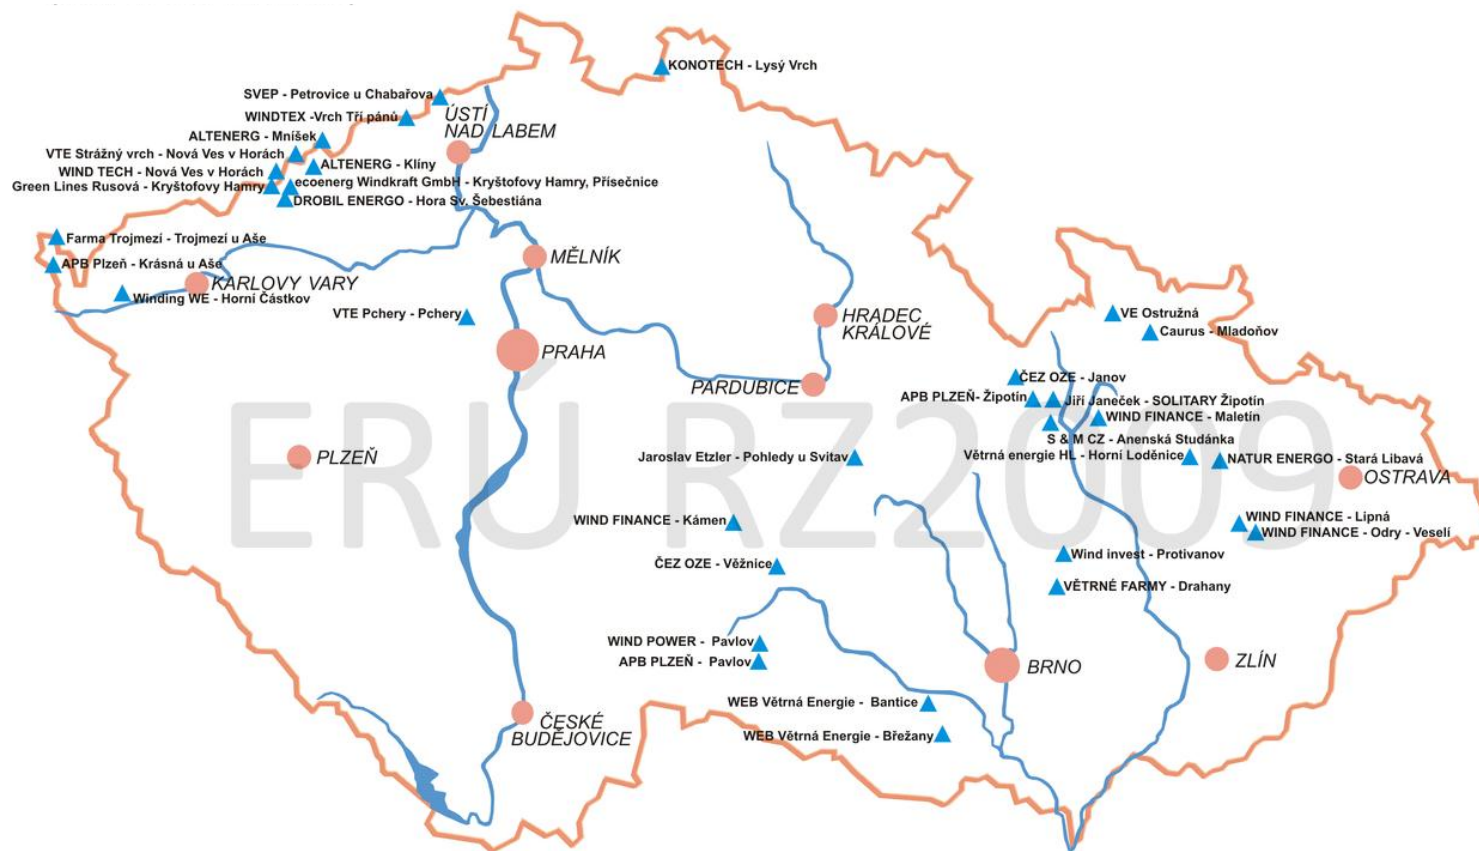 KONOTECH - Lysý Vrch
SVEP - Petrovice u Chabařova
WINDTEX -Vrch Tří pánů
ÚSTÍ
NAD LABEM
ALTENERG - Mníšek
VTE Strážný vrch - Nová Ves v Horách
ALTENERG - Klíny
WIND TECH - Nová Ves v Horách
ecoenerg Windkraft GmbH - Kryštofovy Hamry, Přísečnice
Green Lines Rusová - Kryštofovy Hamry
DROBIL ENERGO - Hora Sv. Šebestiána
Farma Trojmezí - Trojmezí u Aše
MĚLNÍK
APB Plzeň - Krásná u Aše
KARLOVY VARY
Winding WE - Horní Částkov
VTE Pchery - Pchery
HRADEC
KRÁLOVÉ
VE Ostružná
Caurus - Mladoňov
PRAHA
ČEZ OZE - Janov
PARDUBICE
APB PLZEŇ- Žipotín
Jiří Janeček - SOLITARY Žipotín
WIND FINANCE - Maletín
S & M CZ - Anenská Studánka
ERÚ RZ2009
PLZEŇ
Jaroslav Etzler - Pohledy u Svitav
Větrná energie HL - Horní Loděnice
NATUR ENERGO - Stará Libavá
OSTRAVA
WIND FINANCE - Kámen
WIND FINANCE - Lipná
WIND FINANCE - Odry - Veselí
ČEZ OZE - Věžnice
Wind invest - Protivanov
VĚTRNÉ FARMY - Drahany
WIND POWER - Pavlov
APB PLZEŇ - Pavlov
BRNO
ZLÍN
WEB Větrná Energie - Bantice
ČESKÉ
BUDĚJOVICE
WEB Větrná Energie - Břežany